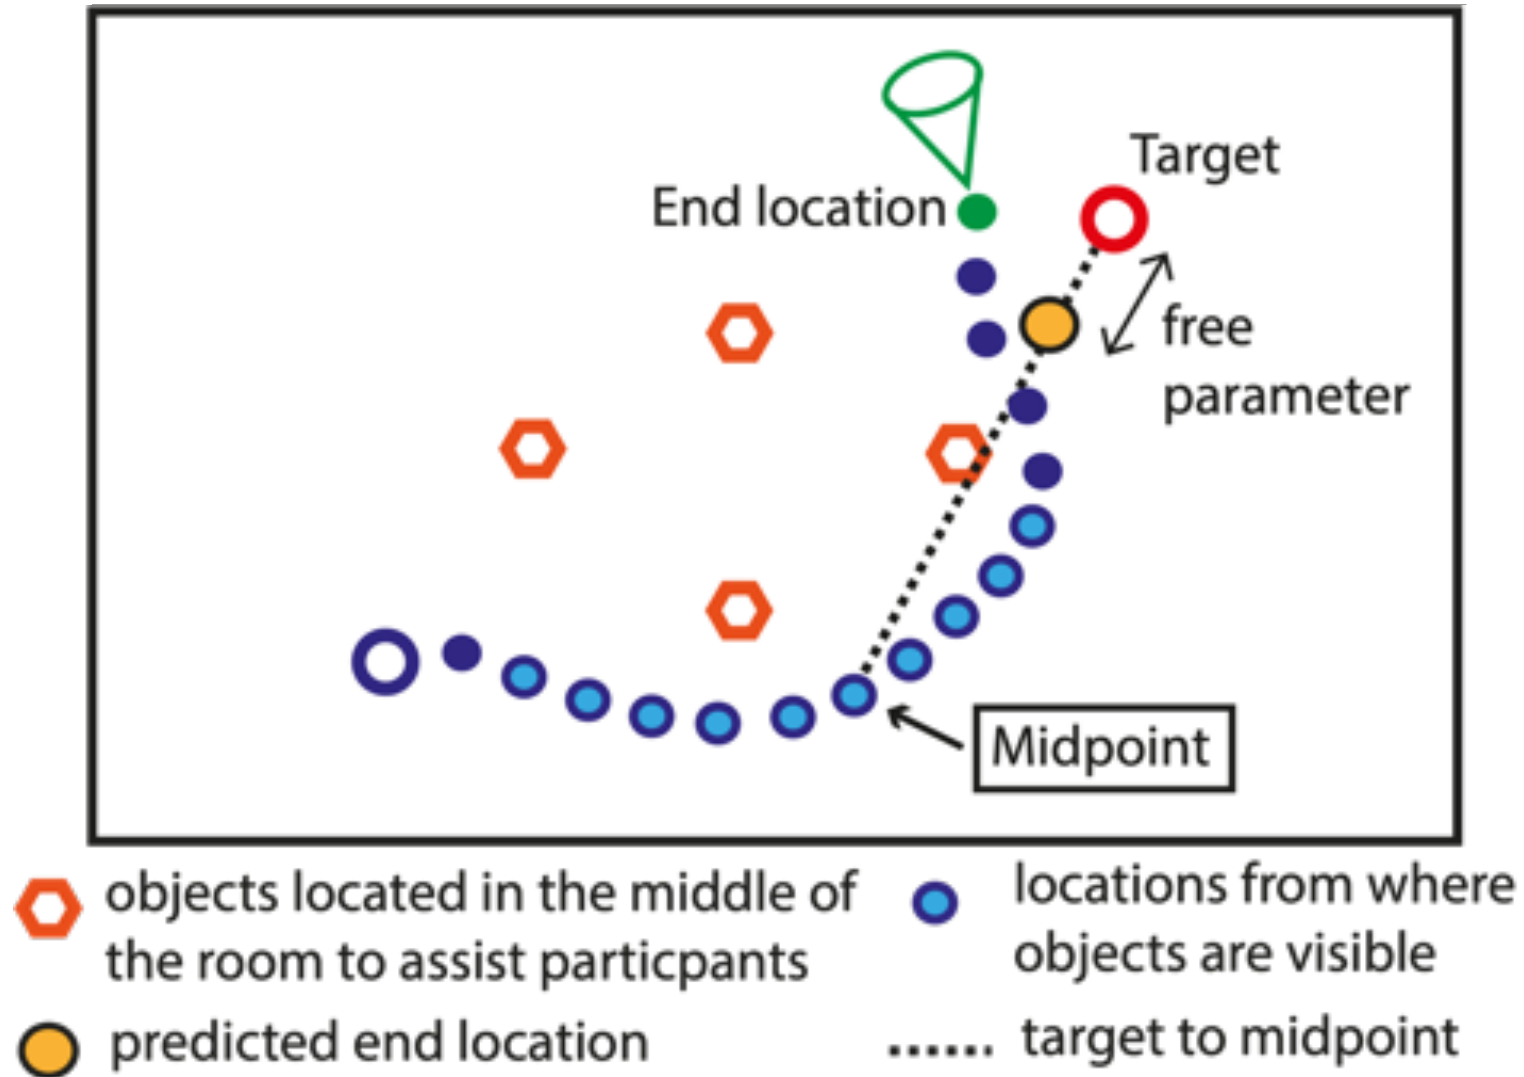 Target
End location
free
parameter
Midpoint
objects located in the middle of
the room to assist particpants
locations from where
objects are visible
predicted end location
target to midpoint